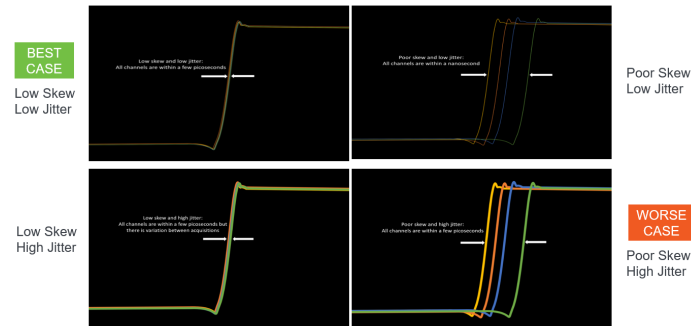 BEST
CASE
Low Skew
Low Jitter
Low skew and low jitter:
All channels are within a few picoseconds
Poor skew and low jitter:
All channels are within a nanosecond
Poor Skew
Low Jitter
Low Skew
High Jitter
Low skew and high jitter:
All channels are within a few picoseconds but
there is variation between acquisitions
Poor skew and high jitter:
All channels are within a few picoseconds
WORSE
CASE
Poor Skew
High Jitter